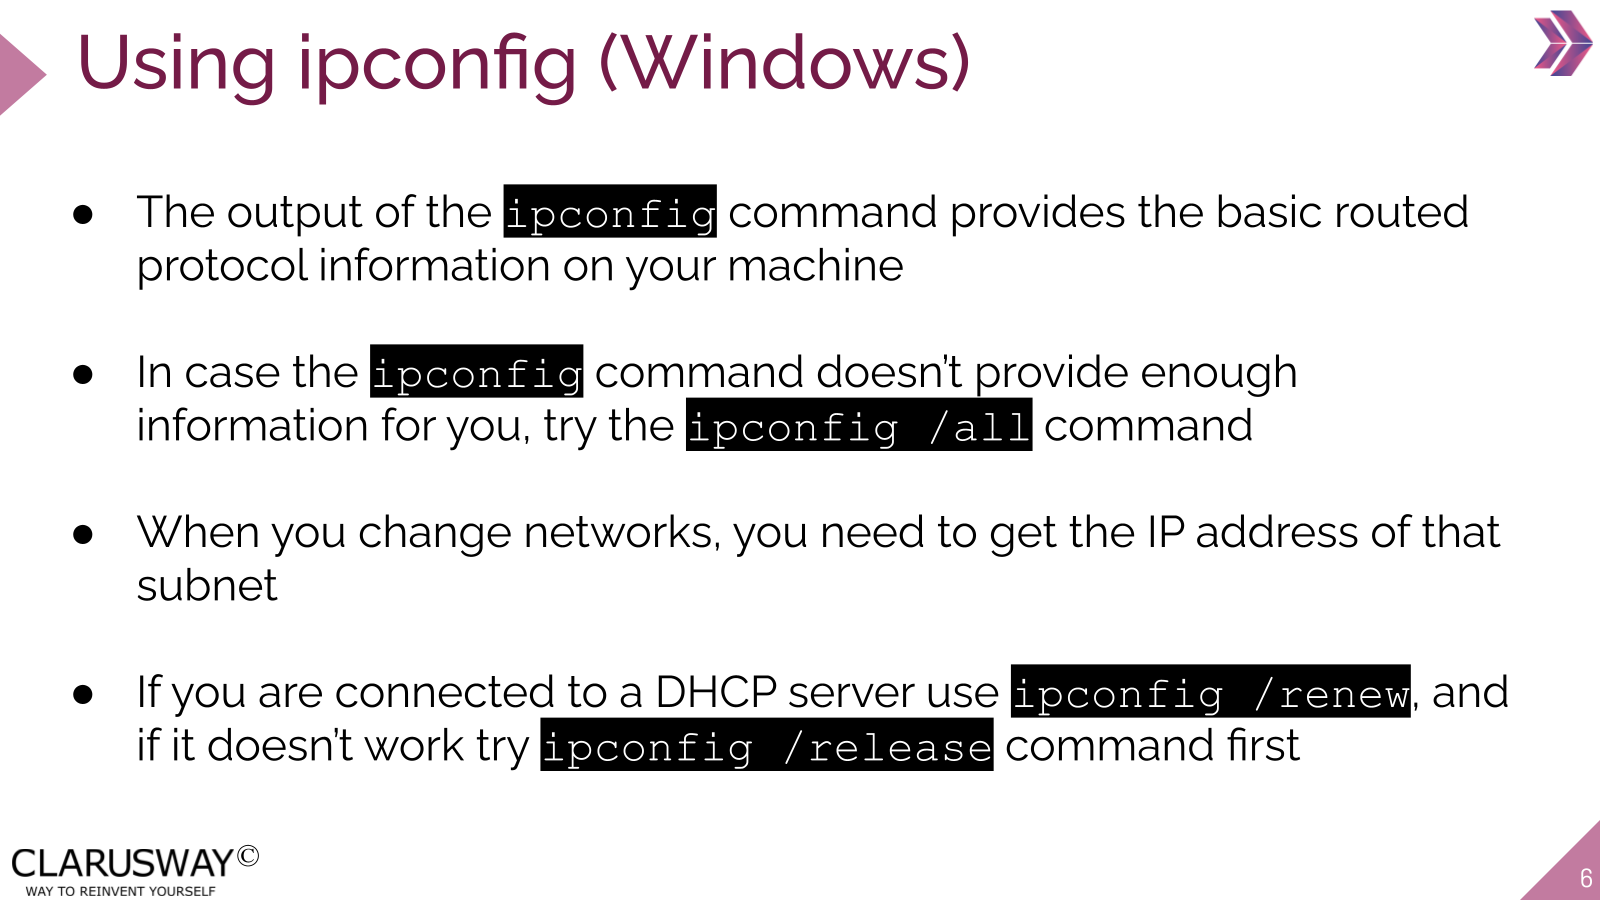 Using ipconfig (Windows)
● The output of the ipconfig command provides the basic routed
protocol information on your machine
● In case the ipconfig command doesn’t provide enough
information for you, try the ipconfig /all command
● When you change networks, you need to get the IP address of that
subnet
● If you are connected to a DHCP server use ipconfig /renew, and
if it doesn’t work try ipconfig /release command first
CLARUSWAY©
WAY TO REINVENT YOURSELF
6